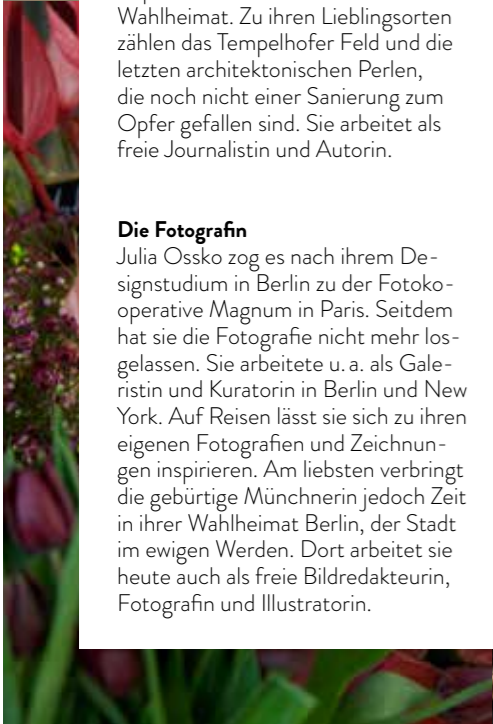 Wahlheimat. Zu ihren Lieblingsorten
zählen das Tempelhofer Feld und die
letzten architektonischen Perlen,
die noch nicht einer Sanierung zum
Opfer gefallen sind. Sie arbeitet als
freie Journalistin und Autorin.

Die Fotografin
Julia Ossko zog es nach ihrem De-
signstudium in Berlin zu der Fotoko-
operative Magnum in Paris. Seitdem
hat sie die Fotografie nicht mehr los-
gelassen. Sie arbeitete u. a. als Gale-
ristin und Kuratorin in Berlin und New
York. Auf Reisen lässt sie sich zu ihren
eigenen Fotografien und Zeichnun-
gen inspirieren. Am liebsten verbringt
die gebürtige Münchnerin jedoch Zeit
in ihrer Wahlheimat Berlin, der Stadt
im ewigen Werden. Dort arbeitet sie
heute auch als freie Bildredakteurin,
Fotografin und Illustratorin.